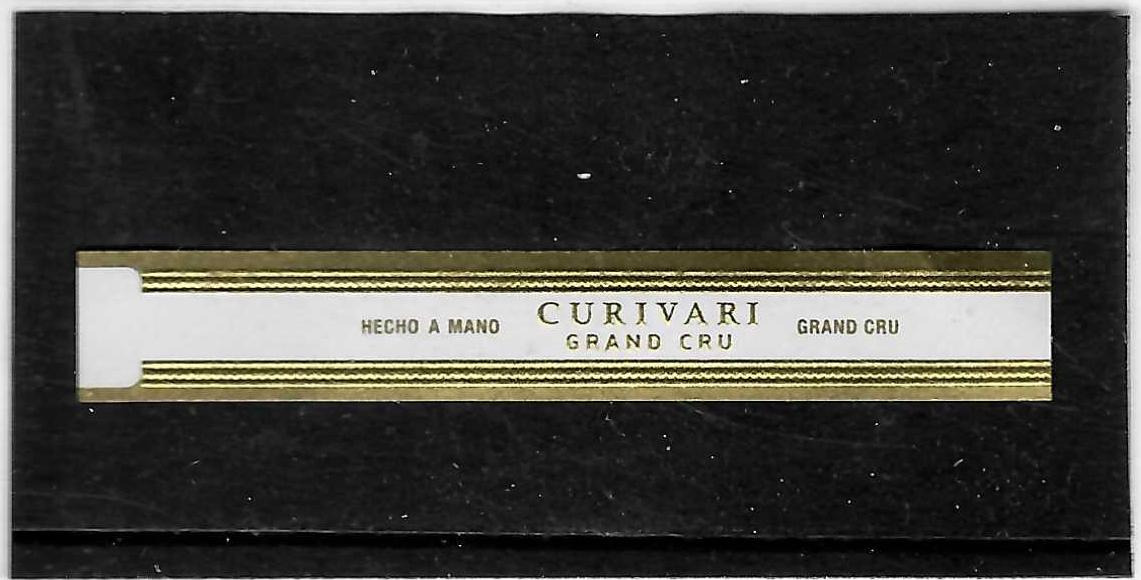 HECHO A MANO
CURIVARI
GRAND CRU
GRAND CRU